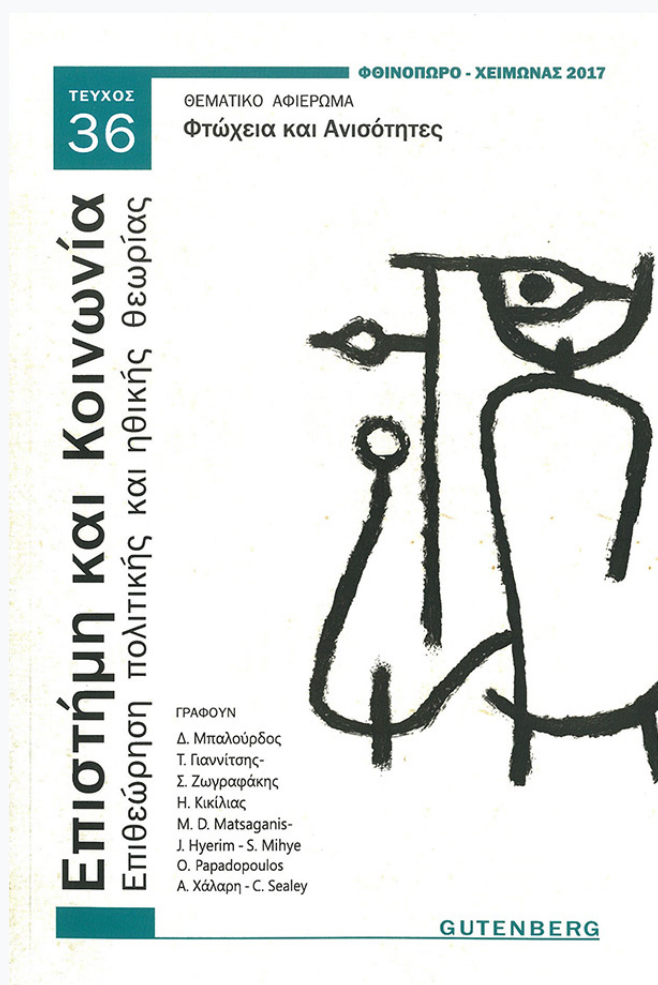 ΦΘΙΝΟΠΩΡΟ - ΧΕΙΜΩΝΑΣ 2017
ΤΕΥΧΟΣ
36
ΘΕΜΑΤΙΚΟ ΑΦΙΕΡΩΜΑ
Φτώχεια και Ανισότητες
Επιστήμη και Κοινωνία
Επιθεώρηση πολιτικής και ηθικής θεωρίας
ΓΡΑΦΟΥΝ
Δ. Μπαλούρδος
Τ. Γιαννίτσης-
Σ. Ζωγραφάκης
Η. Κικίλιας
M. D. Matsaganis-
J. Hyerim - S. Mihye
O. Papadopoulos
Α. Χάλαρη - C. Sealey
GUTENBERG